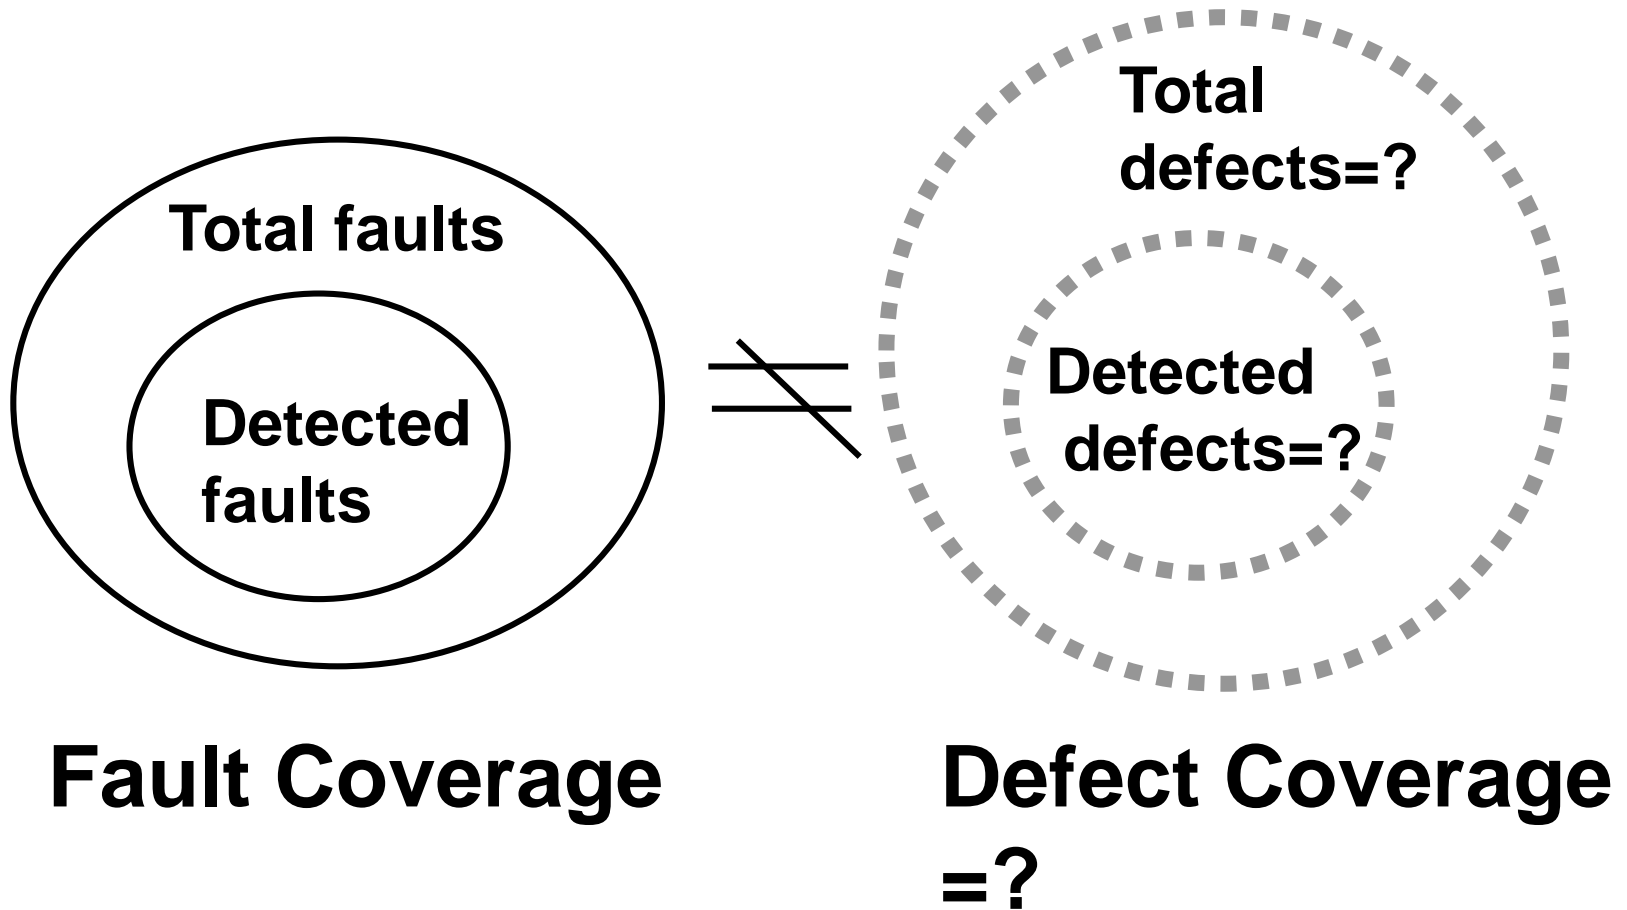 Total faults
Detected
faults
Total
defects=?
Detected
defects=?
Fault Coverage
Defect Coverage
=?